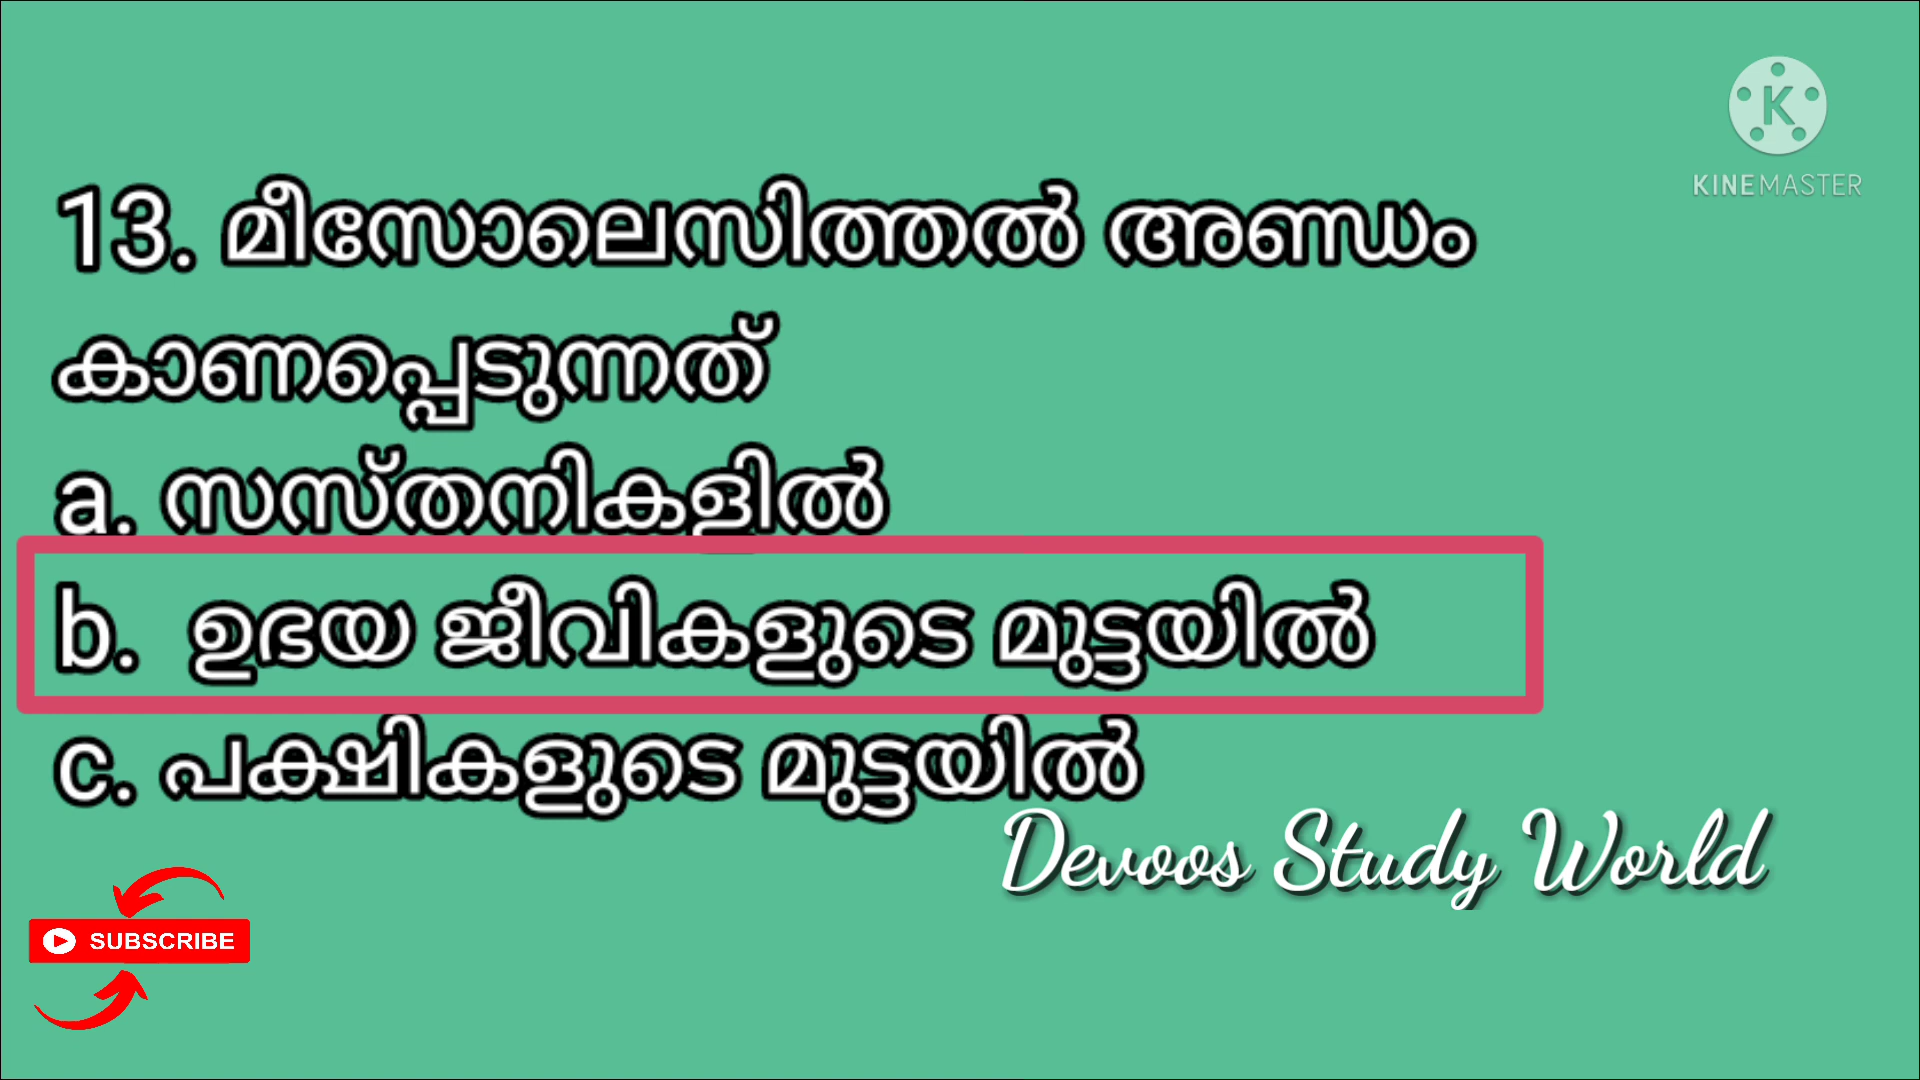 KINEMASTER
13. മീസോലെസിത്തൽ അണ്ഡം
കാണപ്പെടുന്നത്
a. സസ്തനികളിൽ
b. ഉഭയ ജീവികളുടെ മുട്ടയിൽ
c. പക്ഷികളുടെ മുട്ടയിൽ
Devoos Study World
SUBSCRIBE